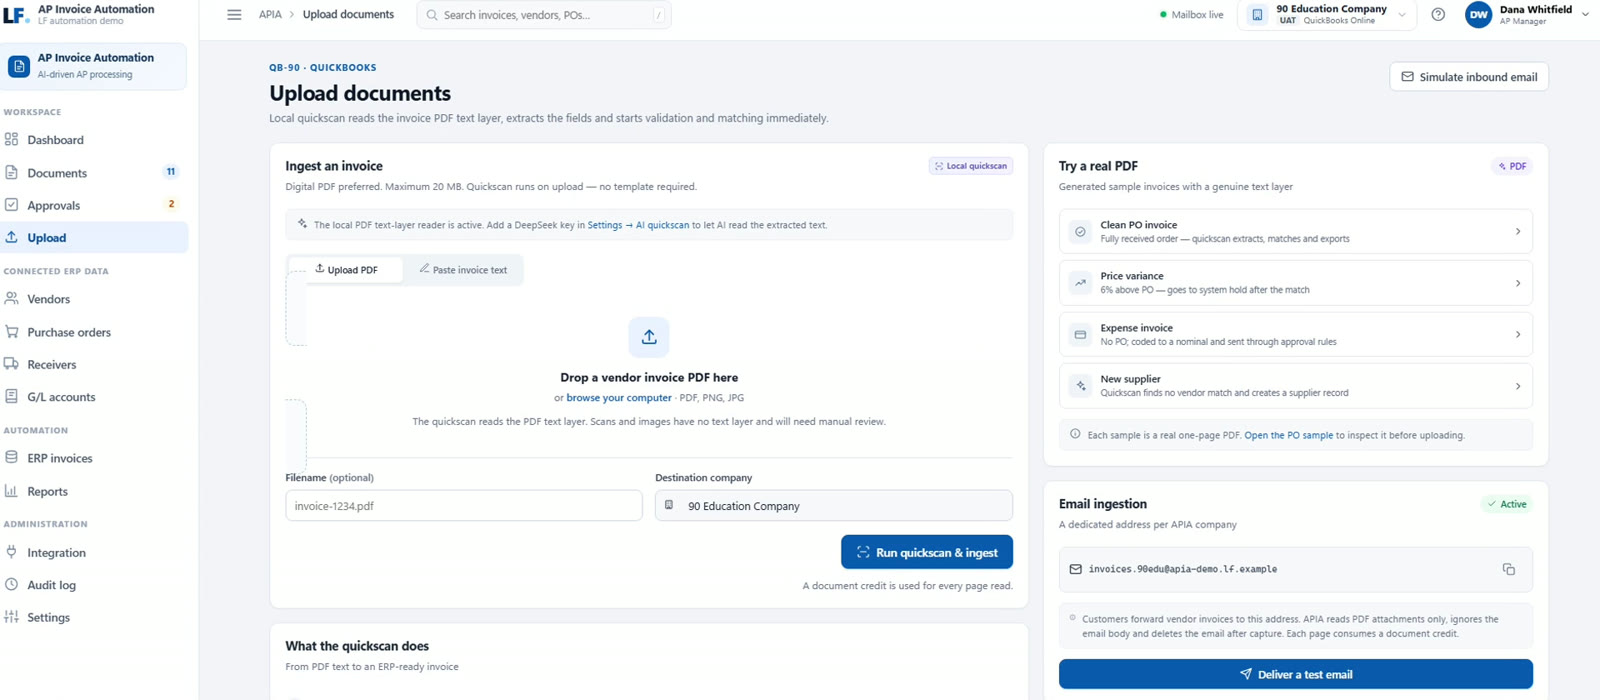 LF.
AP Invoice Automation
LF automation demo
AP Invoice Automation
AI-driven AP processing
WORKSPACE
Dashboard
Documents 11
Approvals 2
Upload
CONNECTED ERP DATA
Vendors
Purchase orders
Receivers
G/L accounts
AUTOMATION
ERP invoices
Reports
ADMINISTRATION
Integration
Audit log
Settings
APIA > Upload documents
Search invoices, vendors, POs... /
Mailbox live
90 Education Company
UAT QuickBooks Online
DW
Dana Whitfield
AP Manager
QB-90 · QUICKBOOKS
Upload documents
Local quickscan reads the invoice PDF text layer, extracts the fields and starts validation and matching immediately.
Simulate inbound email
Ingest an invoice
Local quickscan
Digital PDF preferred. Maximum 20 MB. Quickscan runs on upload — no template required.
The local PDF text-layer reader is active. Add a DeepSeek key in Settings → AI quickscan to let AI read the extracted text.
Upload PDF
Paste invoice text
Drop a vendor invoice PDF here
or browse your computer · PDF, PNG, JPG
The quickscan reads the PDF text layer. Scans and images have no text layer and will need manual review.
Filename (optional)
invoice-1234.pdf
Destination company
90 Education Company
Run quickscan & ingest
A document credit is used for every page read.
What the quickscan does
From PDF text to an ERP-ready invoice
Try a real PDF
PDF
Generated sample invoices with a genuine text layer
Clean PO invoice
Fully received order — quickscan extracts, matches and exports
Price variance
6% above PO — goes to system hold after the match
Expense invoice
No PO; coded to a nominal and sent through approval rules
New supplier
Quickscan finds no vendor match and creates a supplier record
Each sample is a real one-page PDF. Open the PO sample to inspect it before uploading.
Email ingestion
Active
A dedicated address per APIA company
invoices.90edu@apia-demo.lf.example
Customers forward vendor invoices to this address. APIA reads PDF attachments only, ignores the
email body and deletes the email after capture. Each page consumes a document credit.
Deliver a test email